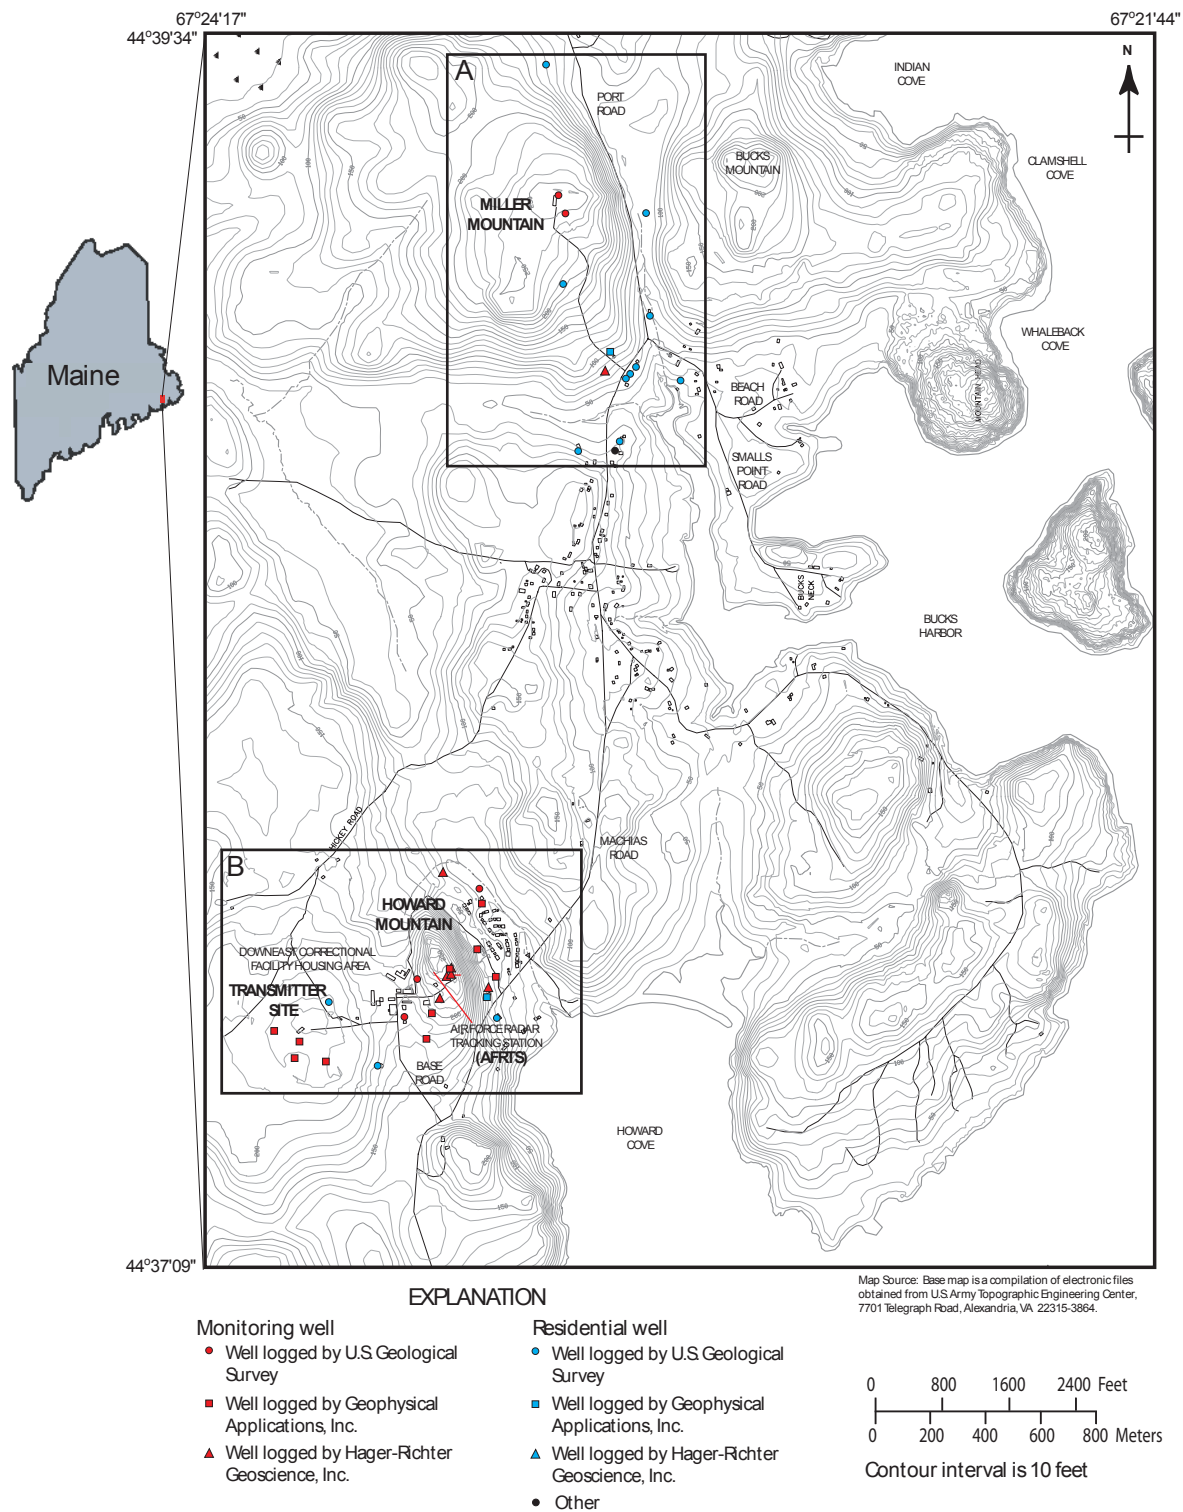 67°24'17"
67°21'44"
44°39'34"
N
A
INDIAN
COVE
PORT
ROAD
BUCKS
MOUNTAIN
CLAMSHELL
COVE
MILLER
MOUNTAIN
WHALEBACK
COVE
Maine
MOUNTAIN HEAD
BEACH
ROAD
SMALLS
POINT
ROAD
BUCKS
NECK
BUCKS
HARBOR
HICKEY ROAD
MACHIAS
ROAD
B
HOWARD
MOUNTAIN
DOWNEAST CORRECTIONAL
FACILITY HOUSING AREA
TRANSMITTER
SITE
AIR FORCE RADAR
TRACKING STATION
(AFRTS)
BASE
ROAD
HOWARD
COVE
44°37'09"
EXPLANATION
Map Source: Base map is a compilation of electronic files
obtained from U.S. Army Topographic Engineering Center,
7701 Telegraph Road, Alexandria, VA 22315-3864.
Monitoring well
Well logged by U.S. Geological
Survey
Well logged by Geophysical
Applications, Inc.
Well logged by Hager-Richter
Geoscience, Inc.
Residential well
Well logged by U.S. Geological
Survey
Well logged by Geophysical
Applications, Inc.
Well logged by Hager-Richter
Geoscience, Inc.
Other
0 800 1600 2400 Feet
0 200 400 600 800 Meters
Contour interval is 10 feet